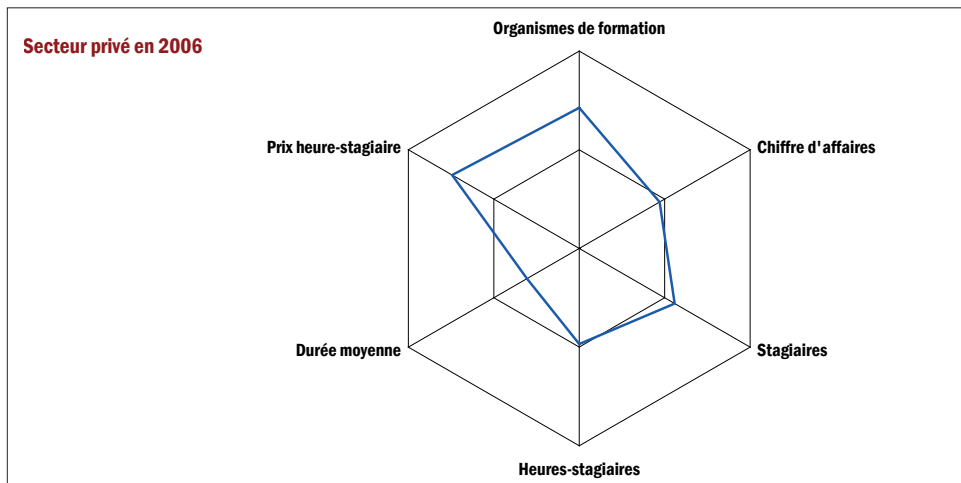 Secteur privé en 2006
Organismes de formation
Prix heure-stagiaire
Chiffre d'affaires
Durée moyenne
Stagiaires
Heures-stagiaires